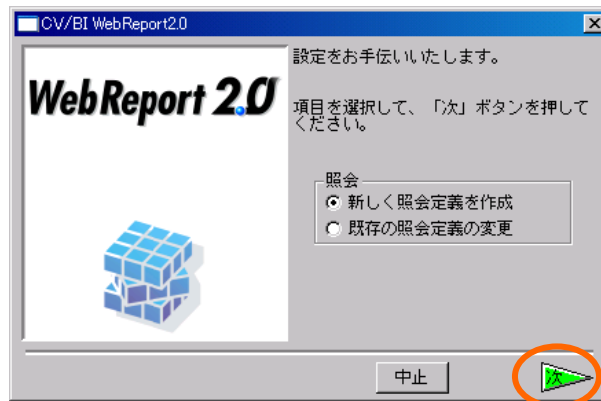 CV/BI WebReport2.0
設定をお手伝いいたします。
WebReport 2.0
項目を選択して、「次」ボタンを押して
ください。
照会
新しく照会定義を作成
既存の照会定義の変更
中止
次